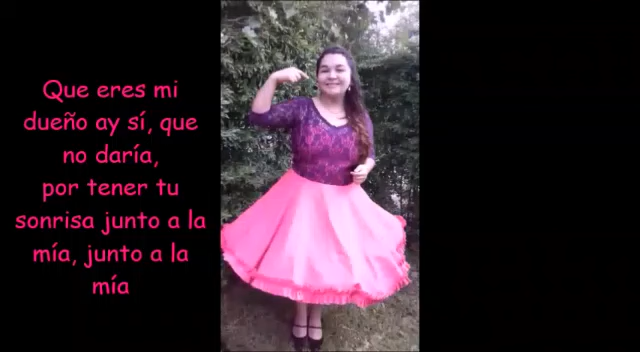 Que eres mi
dueño ay sí, que
no daría,
por tener tu
sonrisa junto a la
mía, junto a la
mía